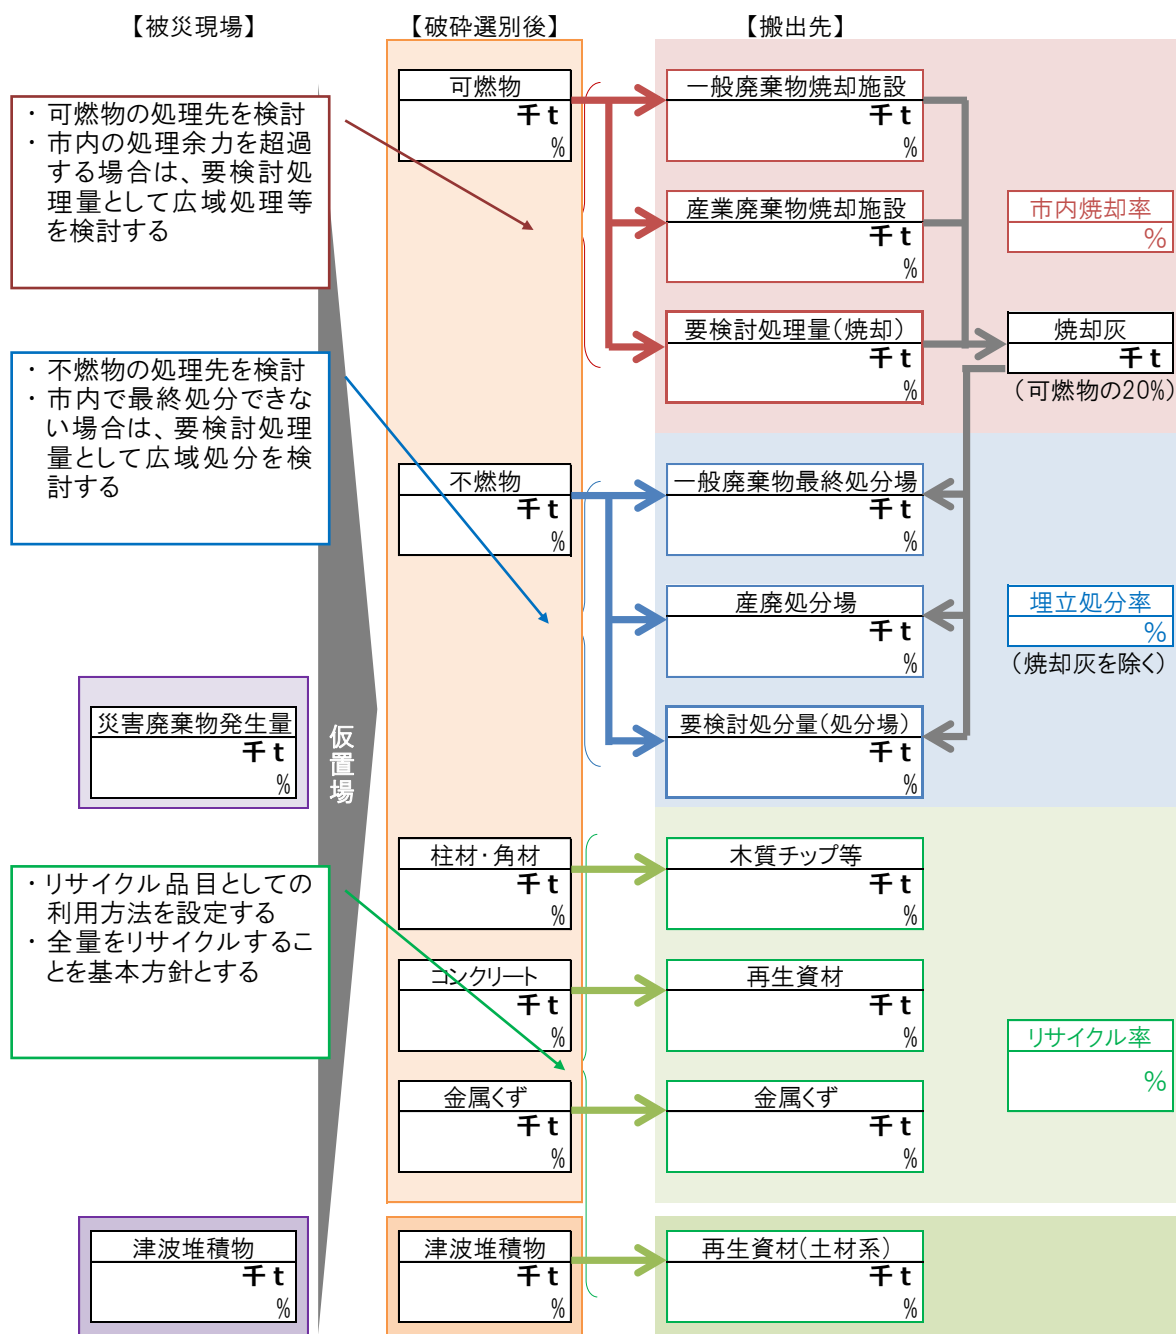 【被災現場】
【破砕選別後】
【搬出先】
・可燃物の処理先を検討
・市内の処理余力を超過
する場合は、要検討処
理量として広域処理等
を検討する
・不燃物の処理先を検討
・市内で最終処分できな
い場合は、要検討処理
量として広域処分を検
討する
災害廃棄物発生量
千t
%
・リサイクル品目としての
利用方法を設定する
・全量をリサイクルするこ
とを基本方針とする
津波堆積物
千t
%
仮置場
可燃物
千t
%
不燃物
千t
%
柱材・角材
千t
%
コンクリート
千t
%
金属くず
千t
%
津波堆積物
千t
%
一般廃棄物焼却施設
千t
%
産業廃棄物焼却施設
千t
%
要検討処理量（焼却）
千t
%
一般廃棄物最終処分場
千t
%
産廃処分場
千t
%
要検討処分量（処分場）
千t
%
木質チップ等
千t
%
再生資材
千t
%
金属くず
千t
%
再生資材（土材系）
千t
%
市内焼却率
%
焼却灰
千t
（可燃物の20%）
埋立処分率
%
（焼却灰を除く）
リサイクル率
%